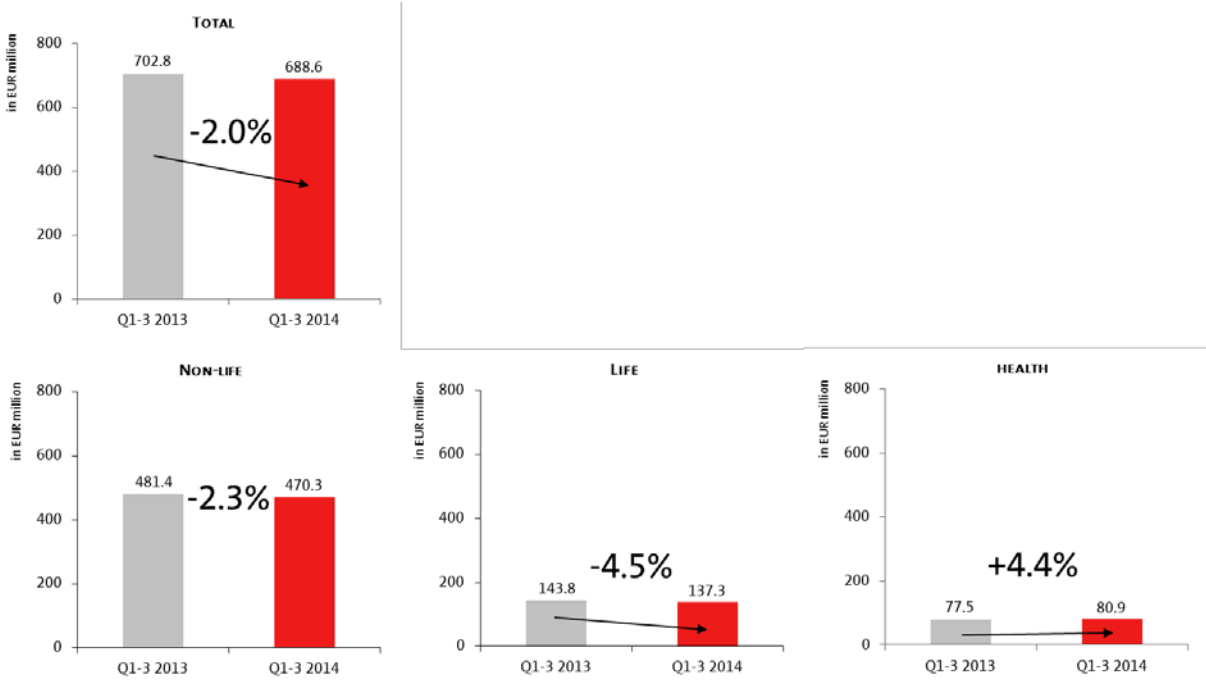 TOTAL
in EUR million
800
600
400
200
0
702.8
688.6
-2.0%
Q1-3 2013
Q1-3 2014
NON-LIFE
in EUR million
800
600
400
200
0
481.4
470.3
-2.3%
Q1-3 2013
Q1-3 2014
LIFE
in EUR million
800
600
400
200
0
143.8
137.3
-4.5%
Q1-3 2013
Q1-3 2014
HEALTH
in EUR million
800
600
400
200
0
77.5
80.9
+4.4%
Q1-3 2013
Q1-3 2014